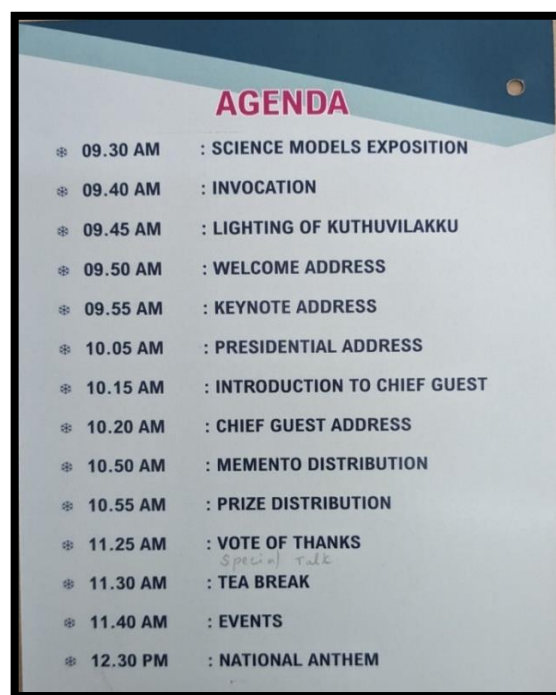 AGENDA
09.30 AM : SCIENCE MODELS EXPOSITION
09.40 AM : INVOCATION
09.45 AM : LIGHTING OF KUTHUVILAKKU
09.50 AM : WELCOME ADDRESS
09.55 AM : KEYNOTE ADDRESS
10.05 AM : PRESIDENTIAL ADDRESS
10.15 AM : INTRODUCTION TO CHIEF GUEST
10.20 AM : CHIEF GUEST ADDRESS
10.50 AM : MEMENTO DISTRIBUTION
10.55 AM : PRIZE DISTRIBUTION
11.25 AM : VOTE OF THANKS
Special Talk
11.30 AM : TEA BREAK
11.40 AM : EVENTS
12.30 PM : NATIONAL ANTHEM